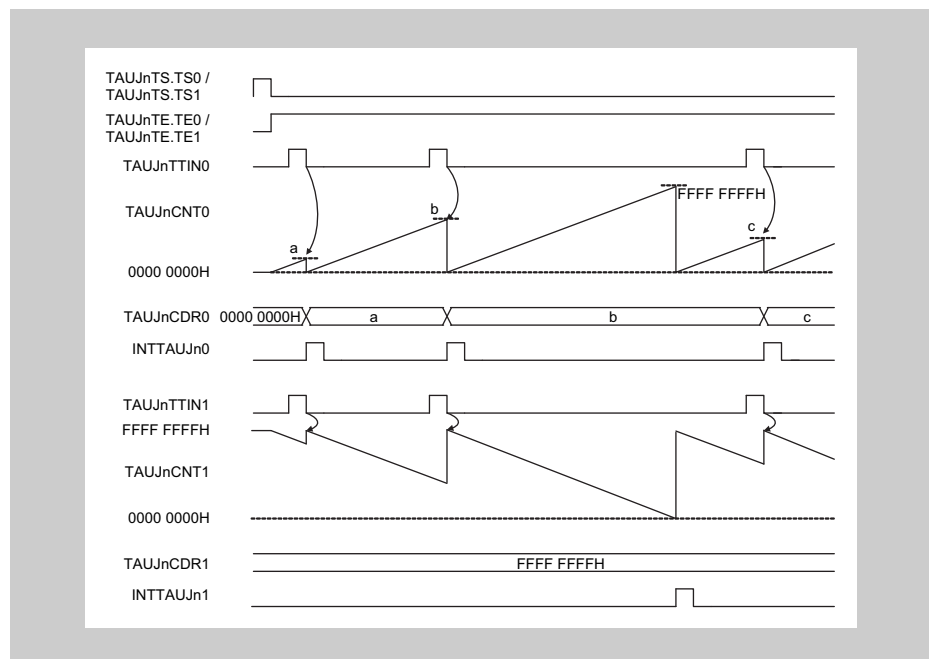 TAUJnTS.TS0 /
TAUJnTS.TS1
TAUJnTE.TE0 /
TAUJnTE.TE1
TAUJnTTIN0
FFFF FFFFH
TAUJnCNT0
b
c
a
0000 0000H
TAUJnCDR0 0000 0000H a b c
INTTAUJn0
TAUJnTTIN1
FFFF FFFFH
TAUJnCNT1
0000 0000H
TAUJnCDR1 FFFF FFFFH
INTTAUJn1